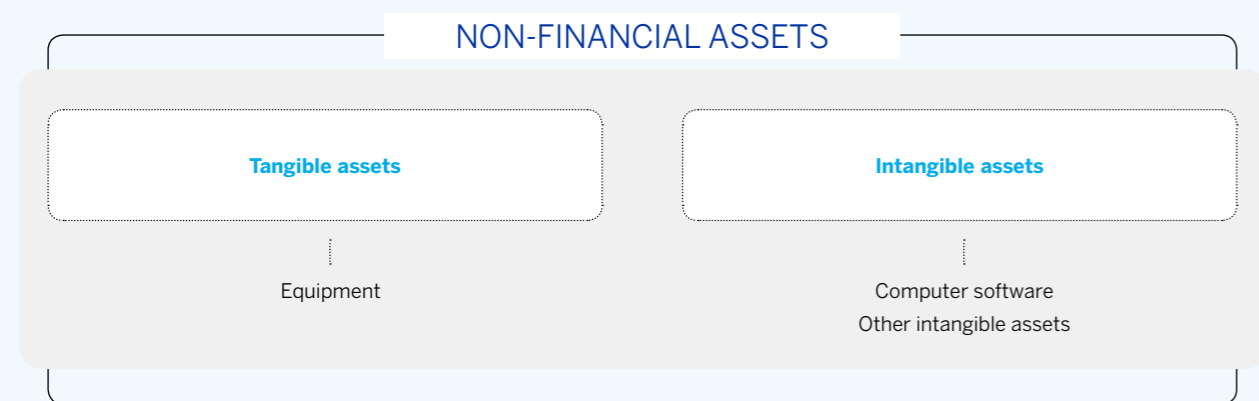 NON-FINANCIAL ASSETS
Tangible assets
Intangible assets
Equipment
Computer software
Other intangible assets